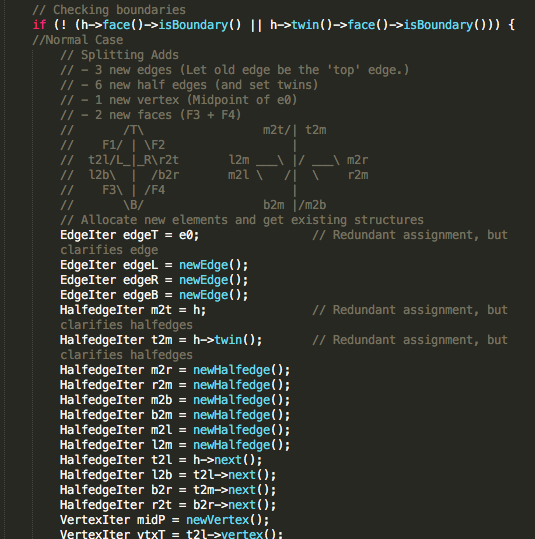 // Checking boundaries
if (! (h->face()->isBoundary() || h->twin()->face()->isBoundary())) {
//Normal Case
// Splitting Adds
// - 3 new edges (Let old edge be the 'top' edge.)
// - 6 new half edges (and set twins)
// - 1 new vertex (Midpoint of e0)
// - 2 new faces (F3 + F4)
//       /T\                 m2t/| t2m
//    F1/ | \F2                  |
//  t2l/L_|_R\r2t       l2m ___\ |/ ___\ m2r
//  l2b\  |  /b2r       m2l \   /|  \    r2m
//    F3\ | /F4                  |
//       \B/                 b2m |/m2b
// Allocate new elements and get existing structures
EdgeIter edgeT = e0;                // Redundant assignment, but
clarifies edge
EdgeIter edgeL = newEdge();
EdgeIter edgeR = newEdge();
EdgeIter edgeB = newEdge();
HalfedgeIter m2t = h;               // Redundant assignment, but
clarifies halfedges
HalfedgeIter t2m = h->twin();       // Redundant assignment, but
clarifies halfedges
HalfedgeIter m2r = newHalfedge();
HalfedgeIter r2m = newHalfedge();
HalfedgeIter m2b = newHalfedge();
HalfedgeIter b2m = newHalfedge();
HalfedgeIter m2l = newHalfedge();
HalfedgeIter l2m = newHalfedge();
HalfedgeIter t2l = h->next();
HalfedgeIter l2b = t2l->next();
HalfedgeIter b2r = t2m->next();
HalfedgeIter r2t = b2r->next();
VertexIter midP = newVertex();
VertexIter vtxT = t2l->vertex();